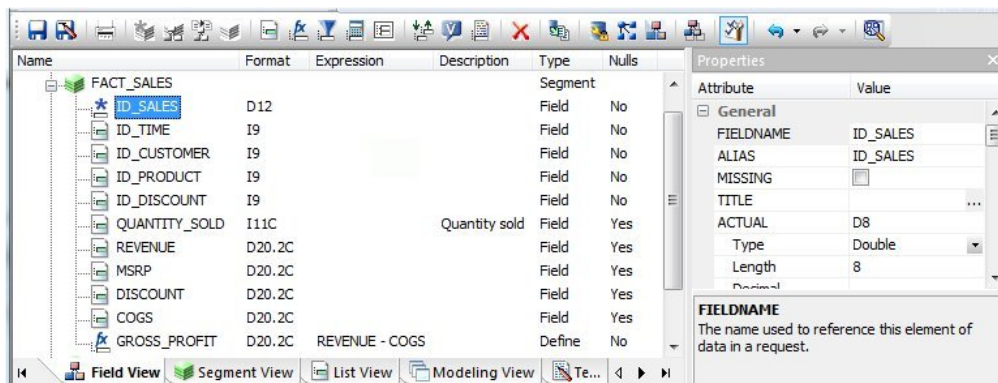 Name Format Expression Description Type Nulls
FACT_SALES Segment
ID_SALES D12 Field No
ID_TIME I9 Field No
ID_CUSTOMER I9 Field No
ID_PRODUCT I9 Field No
ID_DISCOUNT I9 Field No
QUANTITY_SOLD I11C Quantity sold Field Yes
REVENUE D20.2C Field Yes
MSRP D20.2C Field Yes
DISCOUNT D20.2C Field Yes
COGS D20.2C Field Yes
GROSS_PROFIT D20.2C REVENUE - COGS Define No
Field View Segment View List View Modeling View Te...
Properties
Attribute Value
General
FIELDNAME ID_SALES
ALIAS ID_SALES
MISSING
TITLE ...
ACTUAL D8
Type Double
Length 8
Decimal
FIELDNAME
The name used to reference this element of
data in a request.